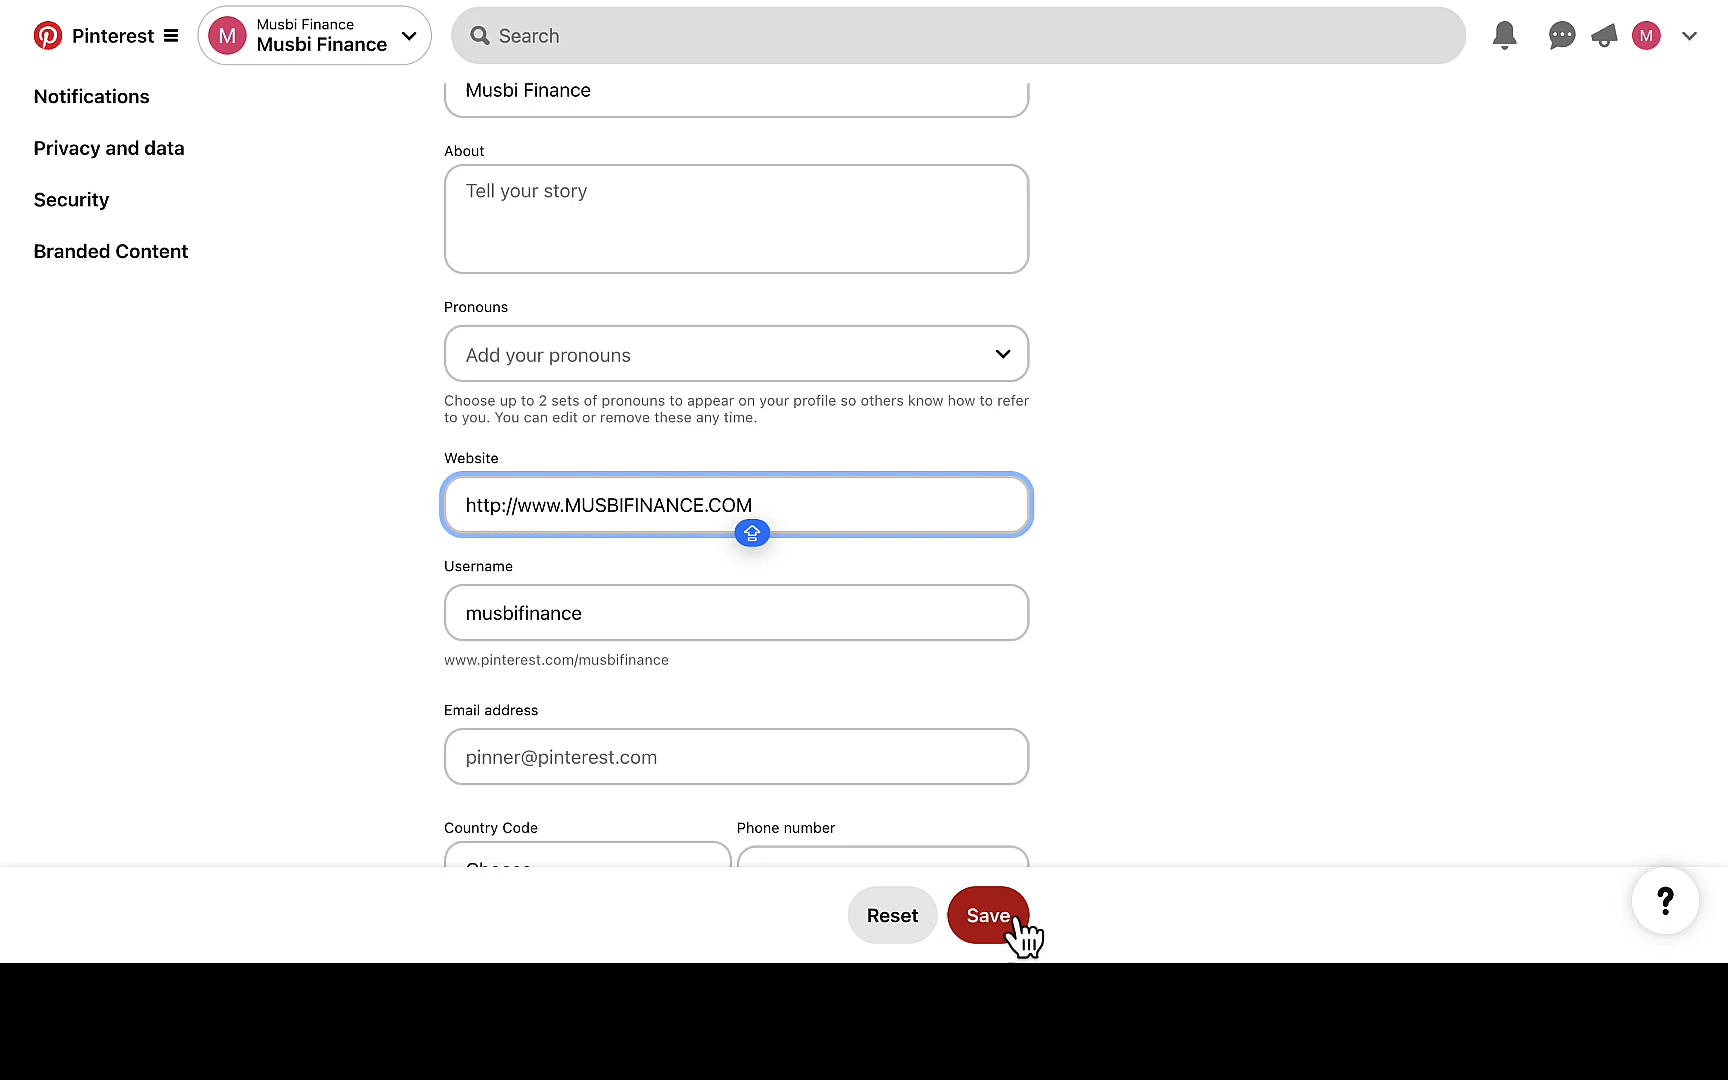 Pinterest
Musbi Finance
M
Musbi Finance
Search
M
Notifications
Privacy and data
Security
Branded Content
Musbi Finance
About
Tell your story
Pronouns
Add your pronouns
Choose up to 2 sets of pronouns to appear on your profile so others know how to refer
to you. You can edit or remove these any time.
Website
http://www.MUSBIFINANCE.COM
Username
musbifinance
www.pinterest.com/musbifinance
Email address
pinner@pinterest.com
Country Code
Phone number
Reset
Save
?